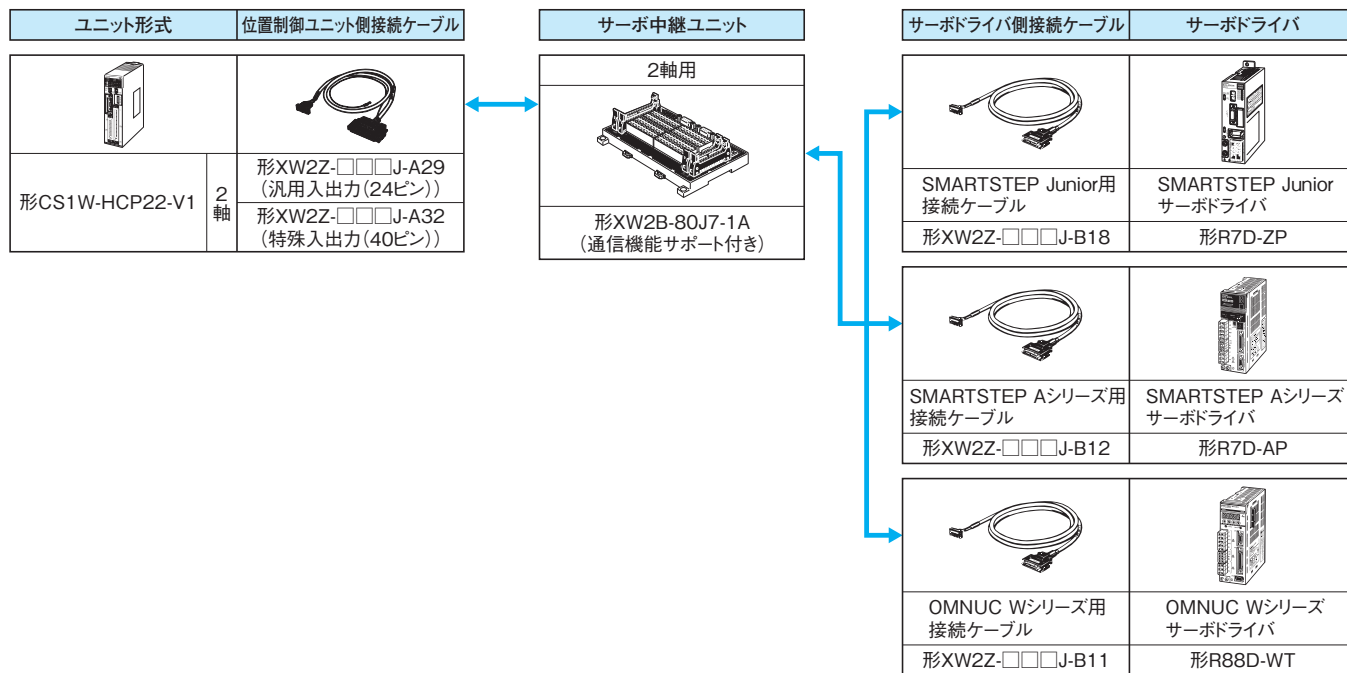 ユニット形式
位置制御ユニット側接続ケーブル
形CS1W-HCP22-V1
2
軸
形XW2Z-□□□J-A29
（汎用入出力（24ピン））
形XW2Z-□□□J-A32
（特殊入出力（40ピン））
サーボ中継ユニット
2軸用
形XW2B-80J7-1A
（通信機能サポート付き）
サーボドライバ側接続ケーブル
サーボドライバ
SMARTSTEP Junior用
接続ケーブル
SMARTSTEP Junior
サーボドライバ
形XW2Z-□□□J-B18
形R7D-ZP
SMARTSTEP Aシリーズ用
接続ケーブル
SMARTSTEP Aシリーズ
サーボドライバ
形XW2Z-□□□J-B12
形R7D-AP
OMNUC Wシリーズ用
接続ケーブル
OMNUC Wシリーズ
サーボドライバ
形XW2Z-□□□J-B11
形R88D-WT